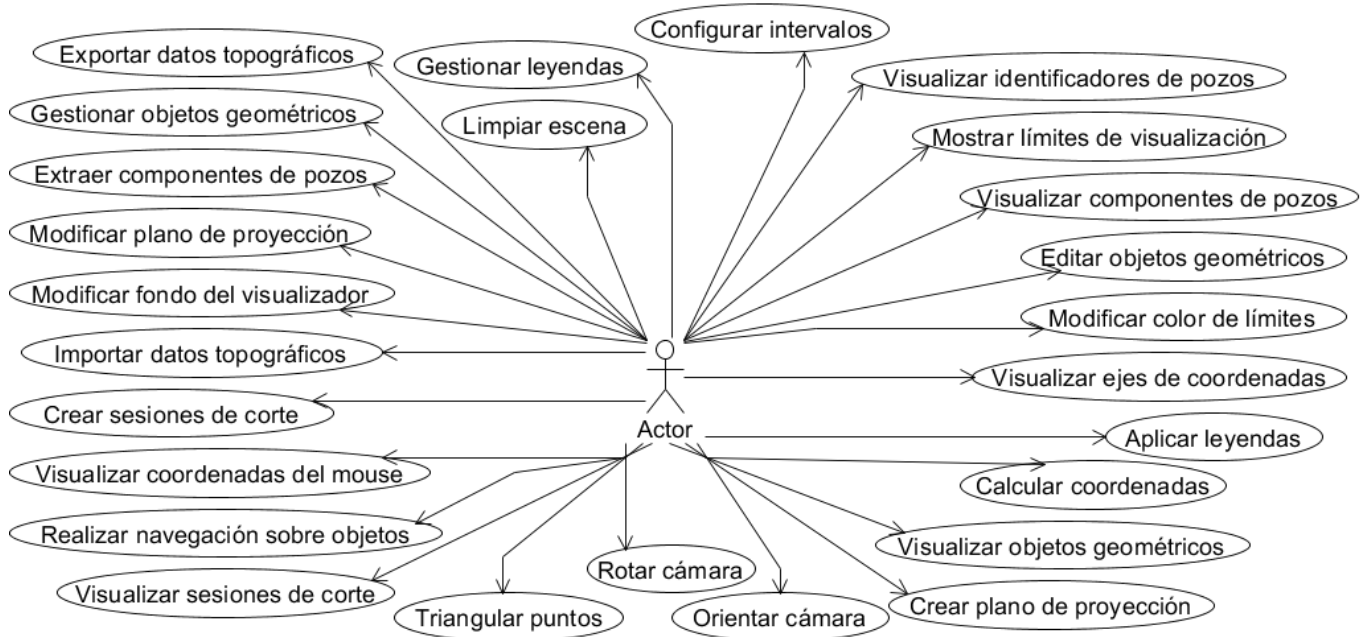 Configurar intervalos
Exportar datos topográficos
Gestionar leyendas
Visualizar identificadores de pozos
Gestionar objetos geométricos
Limpiar escena
Mostrar límites de visualización
Extraer componentes de pozos
Visualizar componentes de pozos
Modificar plano de proyección
Editar objetos geométricos
Modificar fondo del visualizador
Modificar color de límites
Importar datos topográficos
Visualizar ejes de coordenadas
Crear sesiones de corte
Actor
Aplicar leyendas
Visualizar coordenadas del mouse
Calcular coordenadas
Realizar navegación sobre objetos
Visualizar objetos geométricos
Rotar cámara
Visualizar sesiones de corte
Crear plano de proyección
Triangular puntos
Orientar cámara